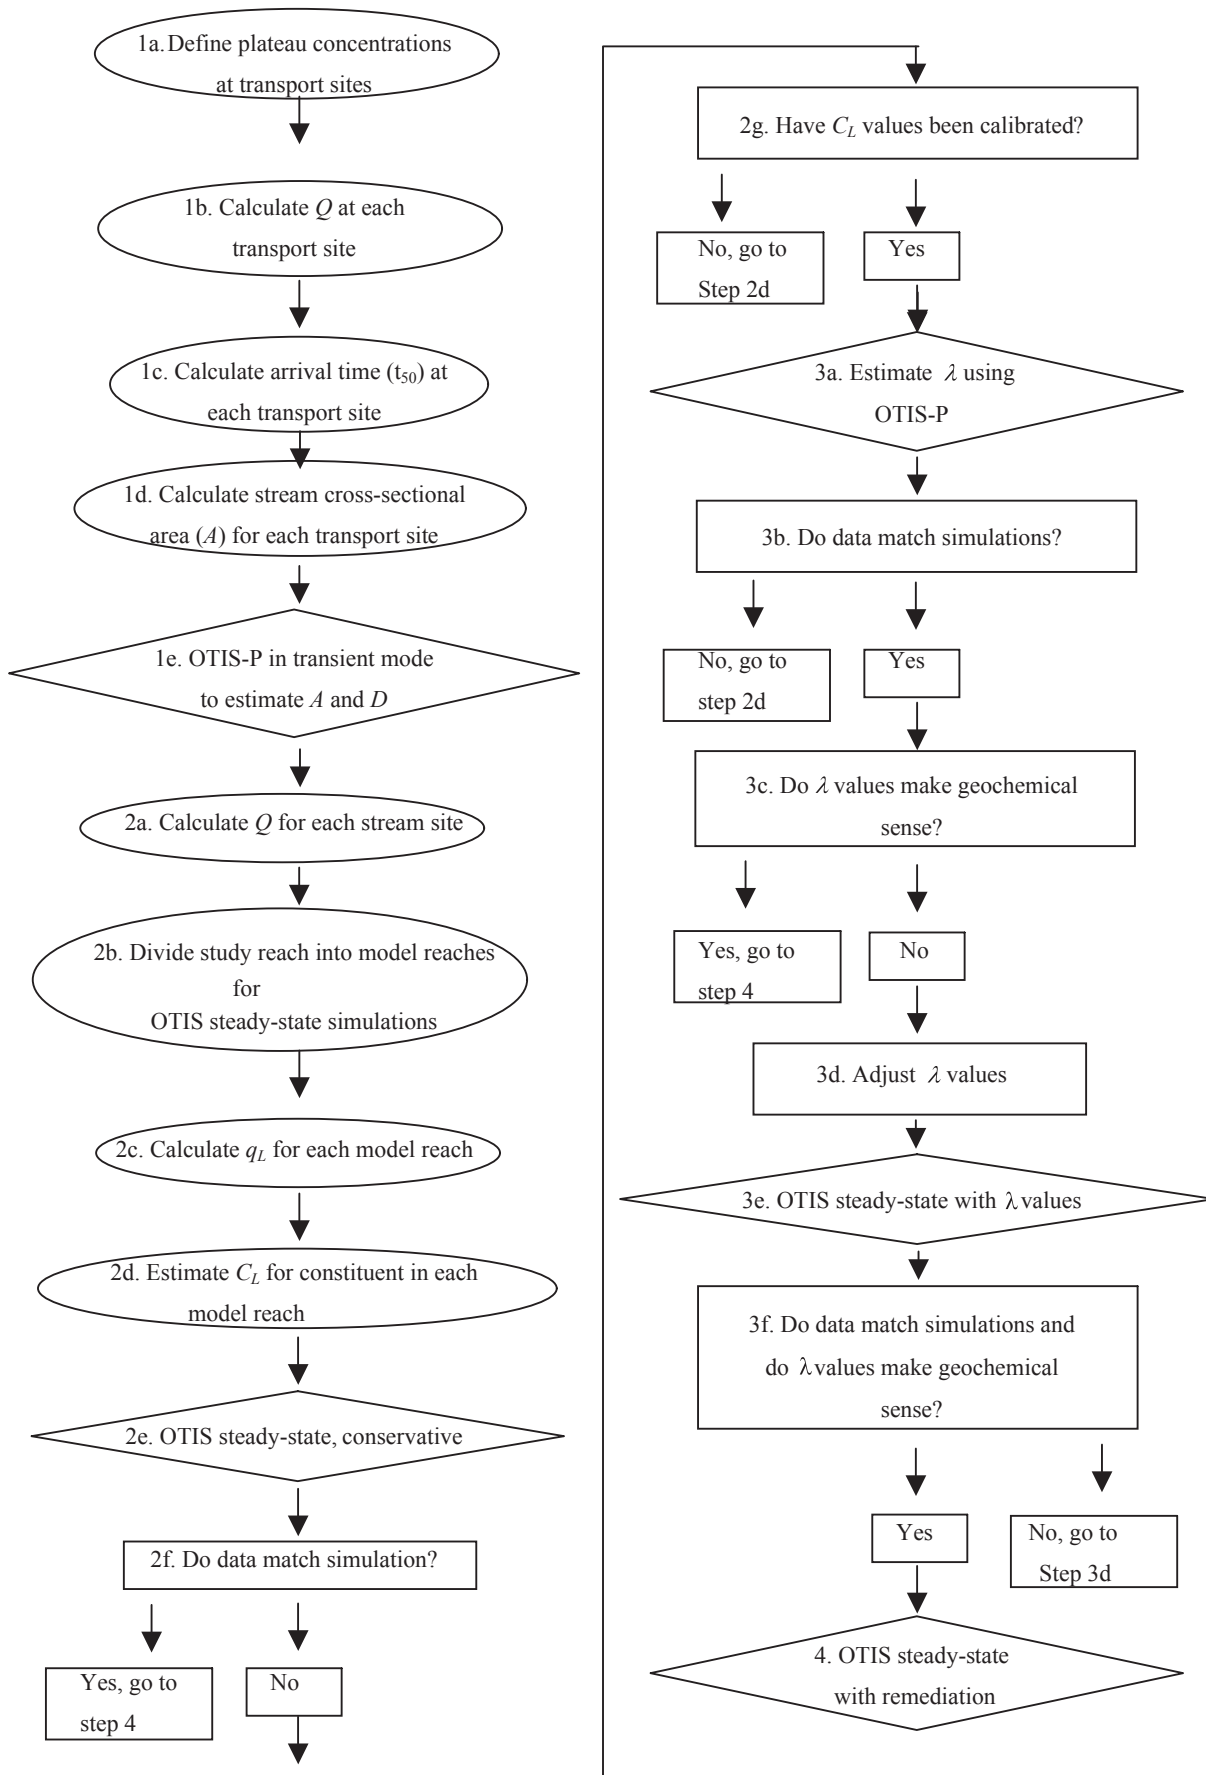 1a. Define plateau concentrations
at transport sites
1b. Calculate Q at each
transport site
1c. Calculate arrival time (t50) at
each transport site
1d. Calculate stream cross-sectional
area (A) for each transport site
1e. OTIS-P in transient mode
to estimate A and D
2a. Calculate Q for each stream site
2b. Divide study reach into model reaches
for
OTIS steady-state simulations
2c. Calculate qL for each model reach
2d. Estimate CL for constituent in each
model reach
2e. OTIS steady-state, conservative
2f. Do data match simulation?
Yes, go to
step 4
No
2g. Have CL values been calibrated?
No, go to
Step 2d
Yes
3a. Estimate λ using
OTIS-P
3b. Do data match simulations?
No, go to
step 2d
Yes
3c. Do λ values make geochemical
sense?
Yes, go to
step 4
No
3d. Adjust λ values
3e. OTIS steady-state with λ values
3f. Do data match simulations and
do λ values make geochemical
sense?
Yes
No, go to
Step 3d
4. OTIS steady-state
with remediation